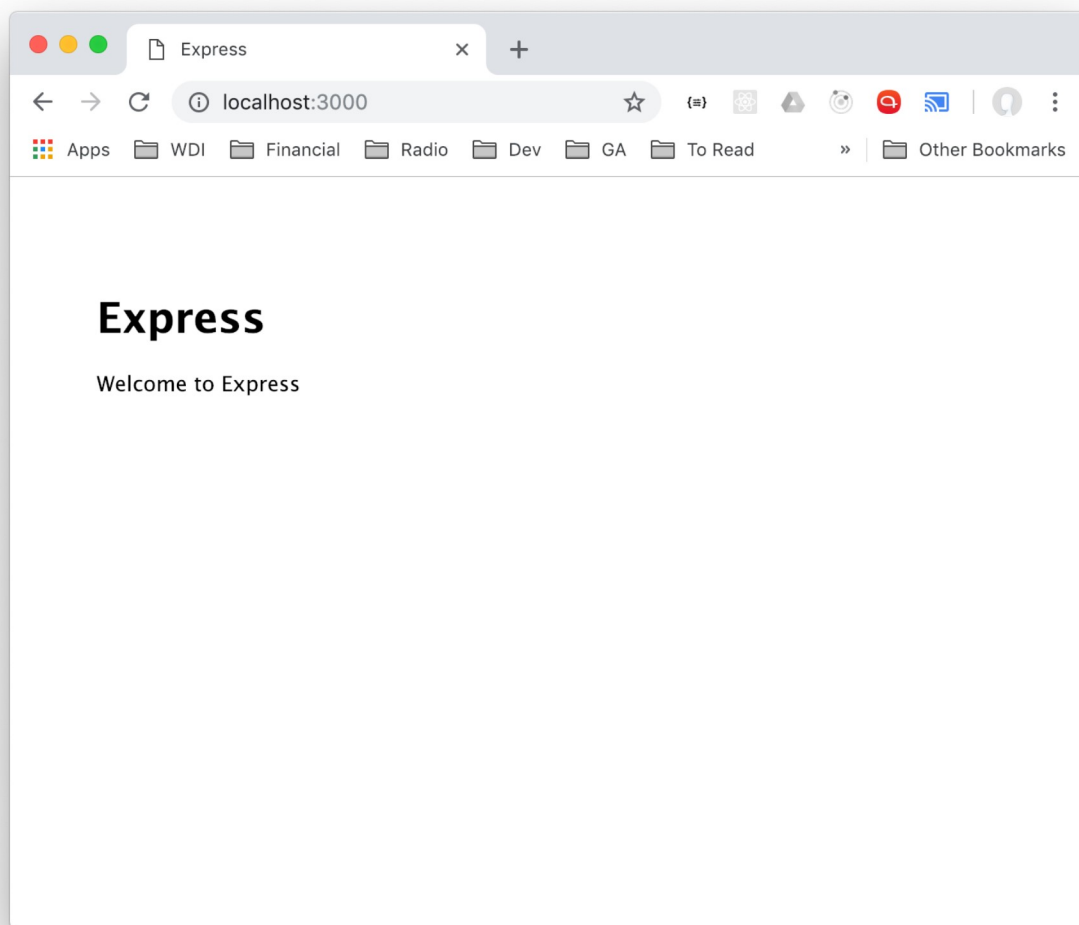 Express
localhost:3000
{≡}
Apps WDI Financial Radio Dev GA To Read » Other Bookmarks
Express
Welcome to Express